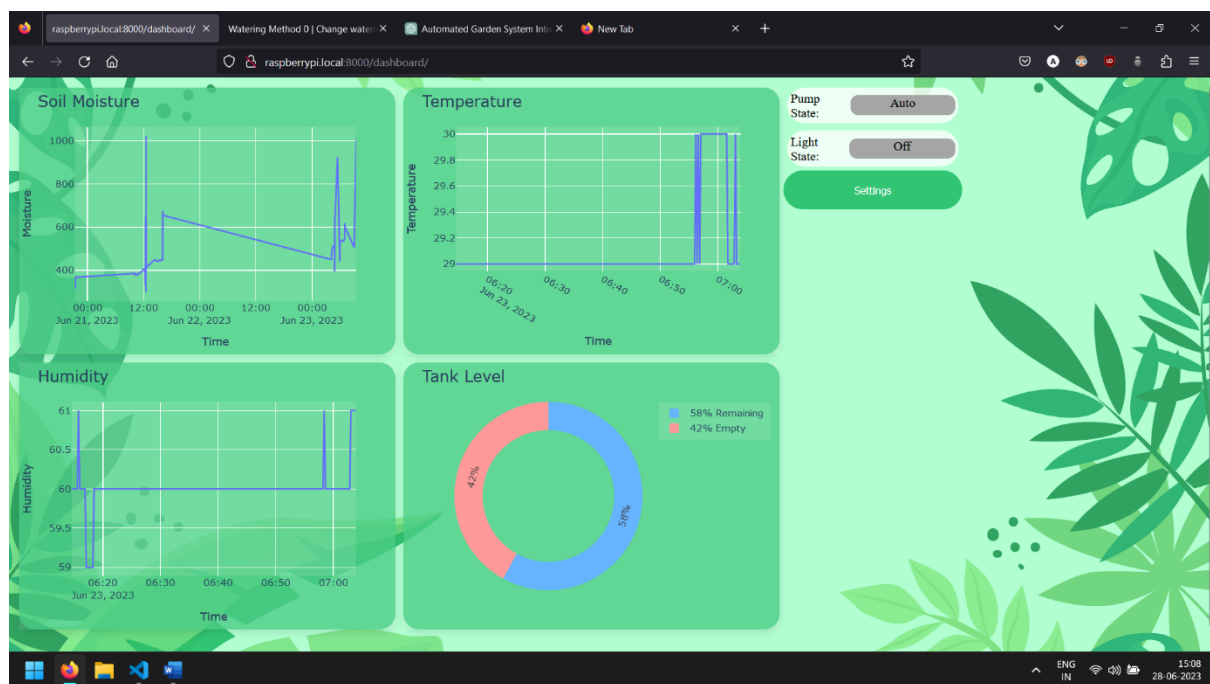 raspberrypi.local:8000/dashboard/
Watering Method 0 | Change wateri
Automated Garden System Intr
New Tab
raspberrypi.local:8000/dashboard/
Soil Moisture
1000
800
600
400
Moisture
00:00 12:00 00:00 12:00 00:00
Jun 21, 2023 Jun 22, 2023 Jun 23, 2023
Time
Temperature
30
29.8
29.6
29.4
29.2
29
Temperature
06:20 06:30 06:40 06:50 07:00
Jun 23, 2023
Time
Pump State: Auto
Light State: Off
Settings
Humidity
61
60.5
60
59.5
59
Humidity
06:20 06:30 06:40 06:50 07:00
Jun 23, 2023
Time
Tank Level
58% Remaining
42% Empty
42%
58%
ENG
IN
15:08
28-06-2023